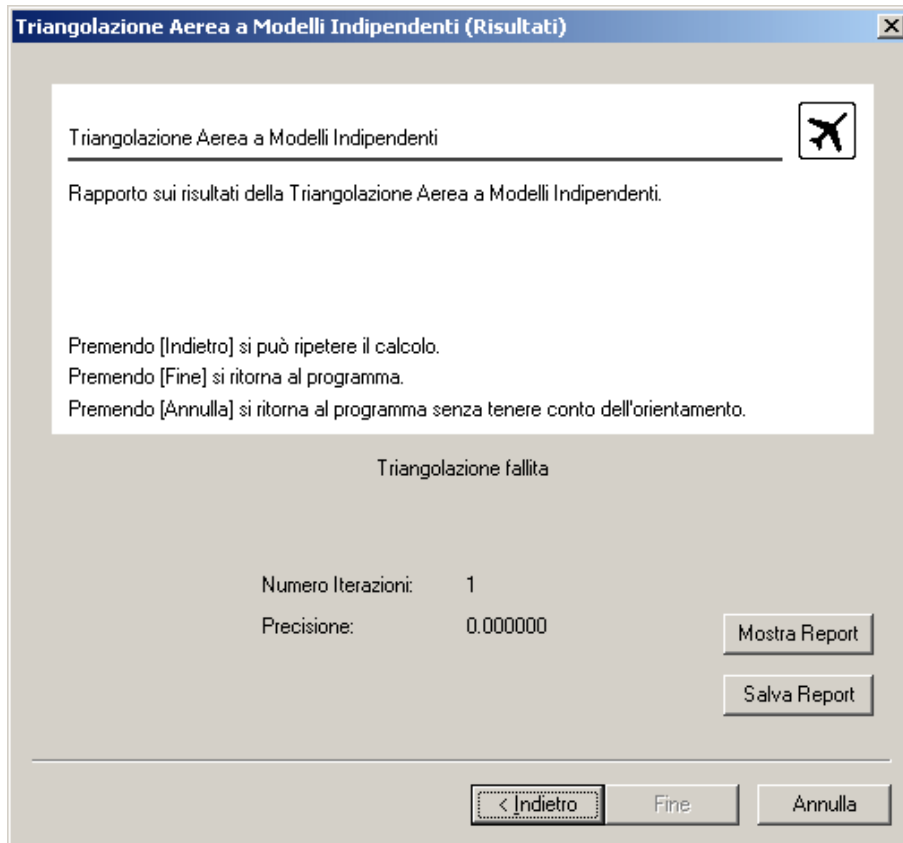 Triangolazione Aerea a Modelli Indipendenti (Risultati)
Triangolazione Aerea a Modelli Indipendenti
Rapporto sui risultati della Triangolazione Aerea a Modelli Indipendenti.
Premendo [Indietro] si può ripetere il calcolo.
Premendo [Fine] si ritorna al programma.
Premendo [Annulla] si ritorna al programma senza tenere conto dell'orientamento.
Triangolazione fallita
Numero Iterazioni: 1
Precisione: 0.000000
Mostra Report
Salva Report
< Indietro Fine Annulla